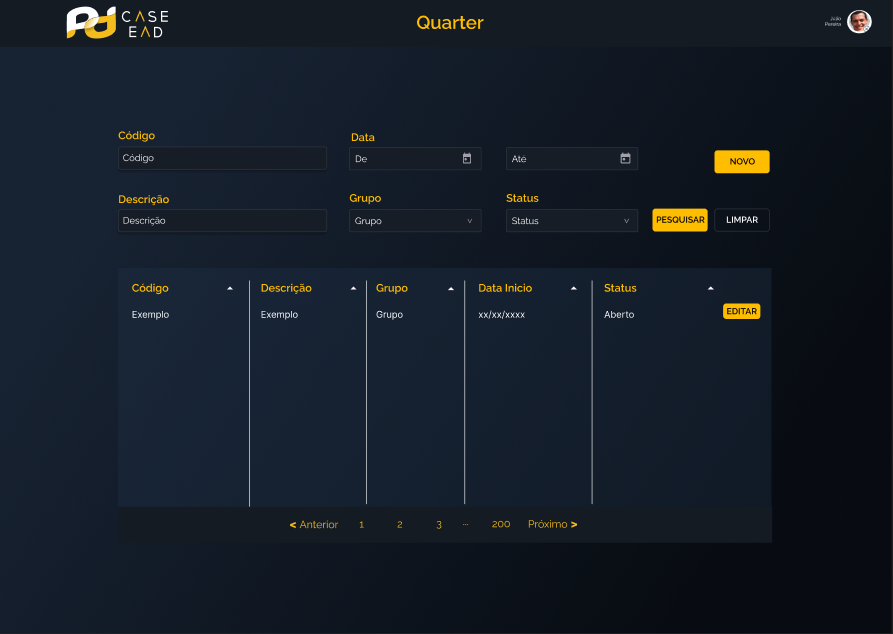 Pd CASE
EAD
Quarter
João
Pereira
Código
Data
Código
De
Até
NOVO
Descrição
Grupo
Status
Descrição
Grupo
v
Status
v
PESQUISAR
LIMPAR
Código
Descrição
Grupo
Data Inicio
Status
Exemplo
Exemplo
Grupo
xx/xx/xxxx
Aberto
EDITAR
< Anterior 1 2 3 ... 200 Próximo >